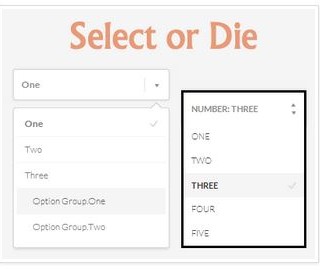 Select or Die
One
One
Two
Three
Option Group.One
Option Group.Two
NUMBER: THREE
ONE
TWO
THREE
FOUR
FIVE